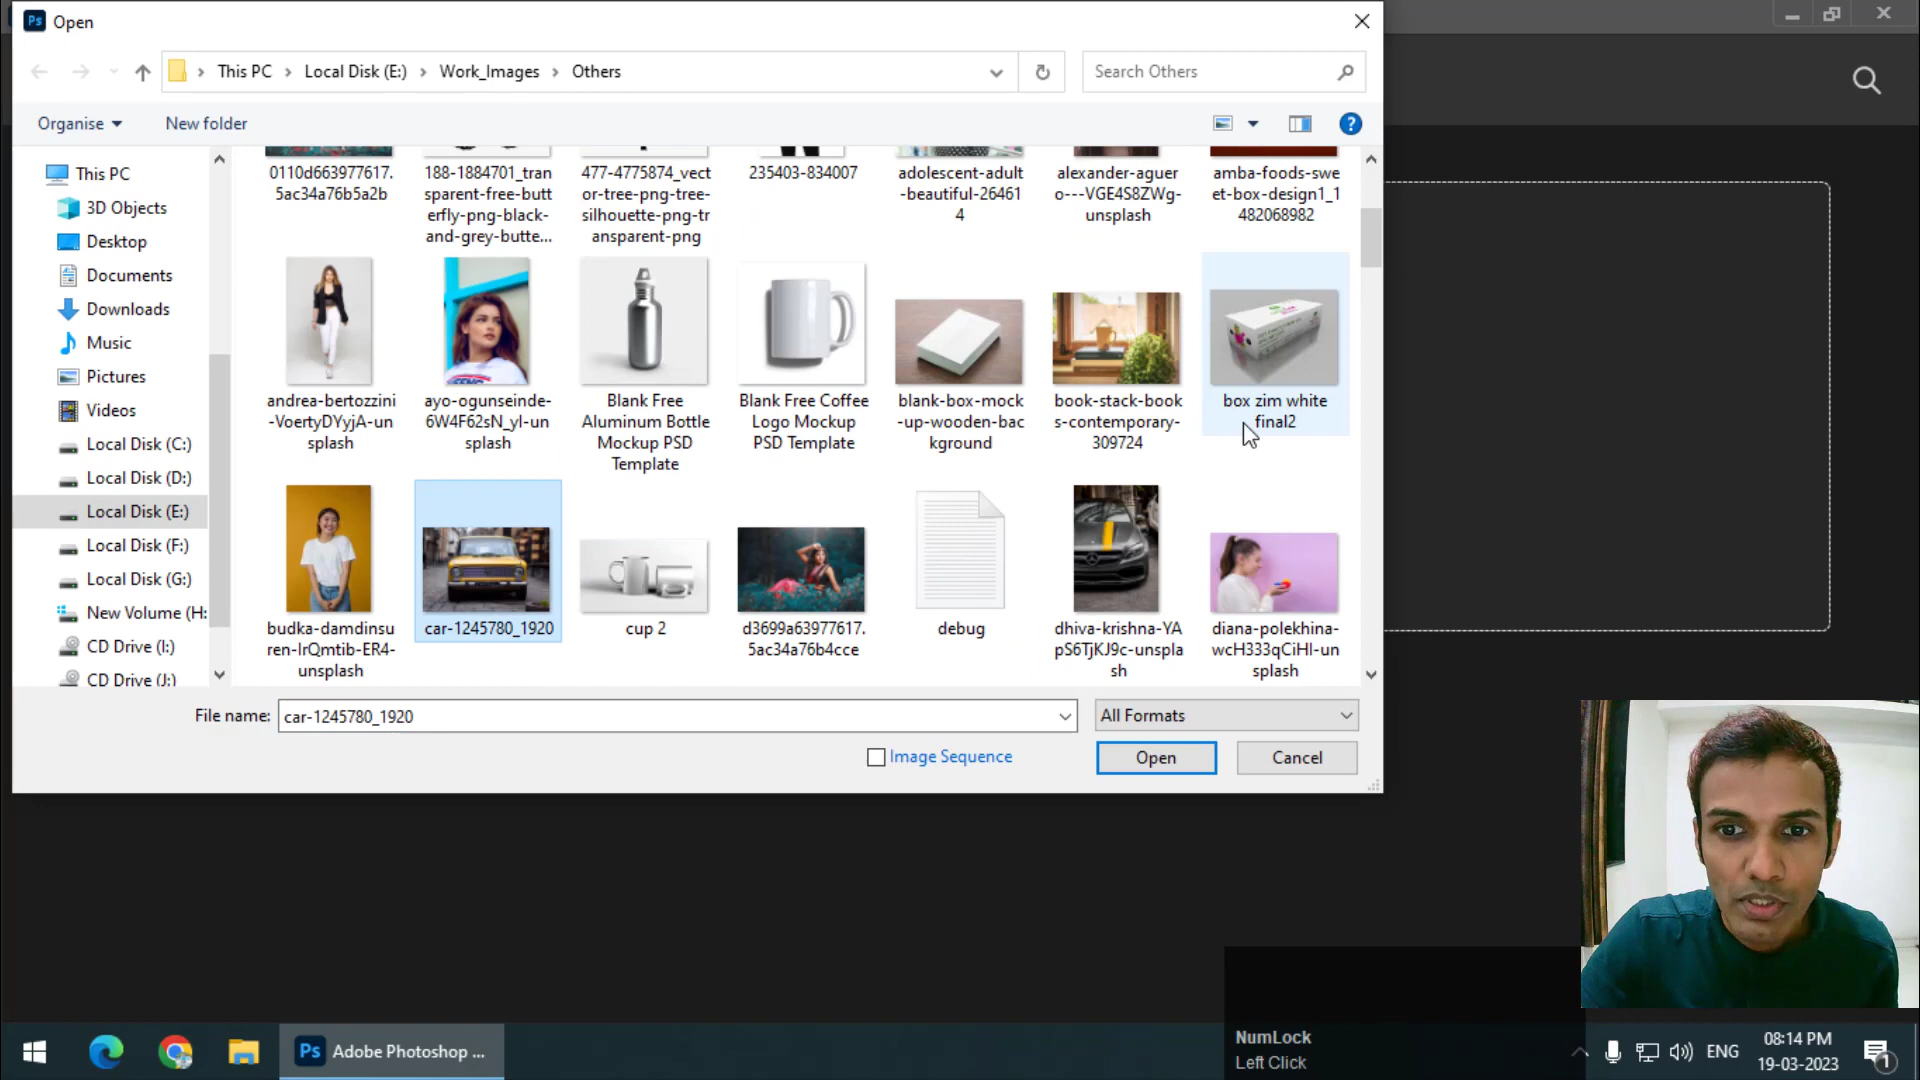 Ps Open
This PC Local Disk (E:) Work_Images Others
Search Others
Organise New folder
This PC
3D Objects
Desktop
Documents
Downloads
Music
Pictures
Videos
Local Disk (C:)
Local Disk (D:)
Local Disk (E:)
Local Disk (F:)
Local Disk (G:)
New Volume (H:
CD Drive (I:)
CD Drive (J:)
0110d663977617.
5ac34a76b5a2b
188-1884701_tran
sparent-free-butt
erfly-png-black-
and-grey-butte...
477-4775874_vect
or-tree-png-tree-
silhouette-png-tr
ansparent-png
235403-834007
adolescent-adult
-beautiful-26461
4
alexander-aguer
o---VGE4S8ZWg-
unsplash
amba-foods-swe
et-box-design1_1
482068982
andrea-bertozzini
-VoertyDYyjA-un
splash
ayo-ogunseinde-
6W4F62sN_yI-un
splash
Blank Free
Aluminum Bottle
Mockup PSD
Template
Blank Free Coffee
Logo Mockup
PSD Template
blank-box-mock
-up-wooden-bac
kground
book-stack-book
s-contemporary-
309724
box zim white
final2
budka-damdinsu
ren-IrQmtib-ER4-
unsplash
car-1245780_1920
cup 2
d3699a63977617.
5ac34a76b4cce
debug
dhiva-krishna-YA
pS6TjKJ9c-unspla
sh
diana-polekhina-
wcH333qCiHI-un
splash
File name: car-1245780_1920
All Formats
Image Sequence
Open Cancel
NumLock
Left Click
Ps Adobe Photoshop ...
ENG
08:14 PM
19-03-2023
1